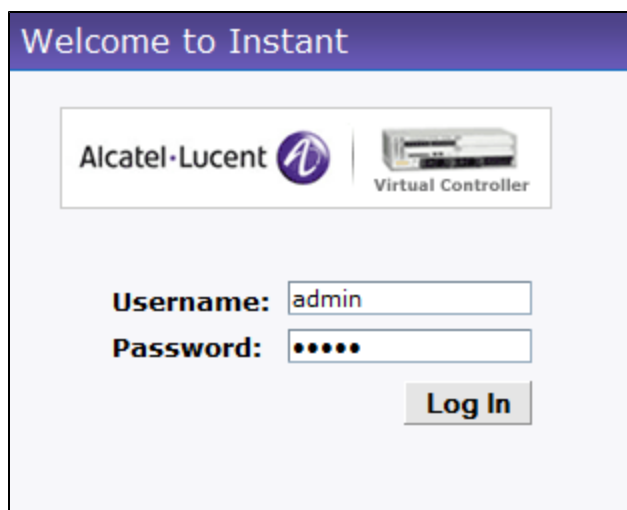 Welcome to Instant
Alcatel·Lucent
Virtual Controller
Username: admin
Password: •••••
Log In